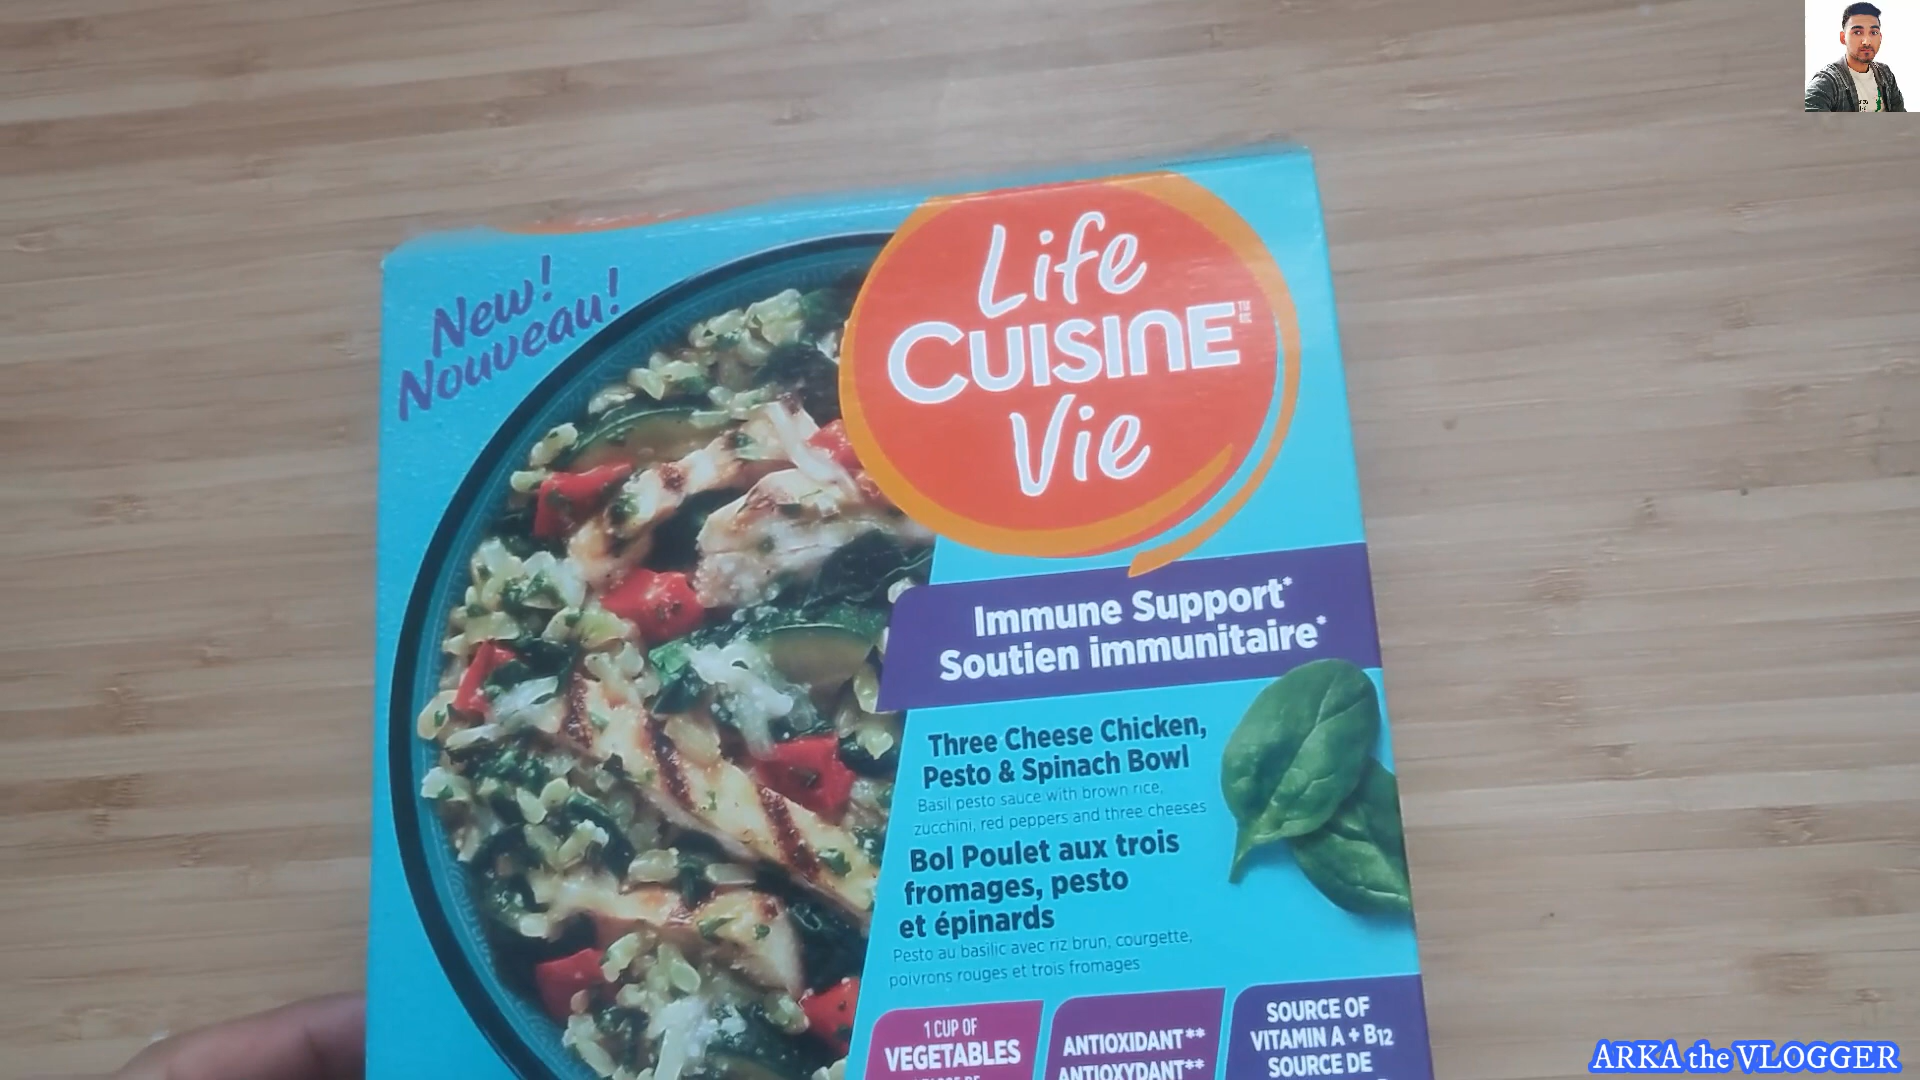 New!
Nouveau!
Life
CUISINE
Vie
Immune Support*
Soutien immunitaire*
Three Cheese Chicken,
Pesto & Spinach Bowl
Basil pesto sauce with brown rice,
zucchini, red peppers and three cheeses
Bol Poulet aux trois
fromages, pesto
et épinards
Pesto au basilic avec riz brun, courgette,
poivrons rouges et trois fromages
1 CUP OF
VEGETABLES
ANTIOXIDANT**
ANTIOXYDANT**
SOURCE OF
VITAMIN A + B12
SOURCE DE
ARKA the VLOGGER